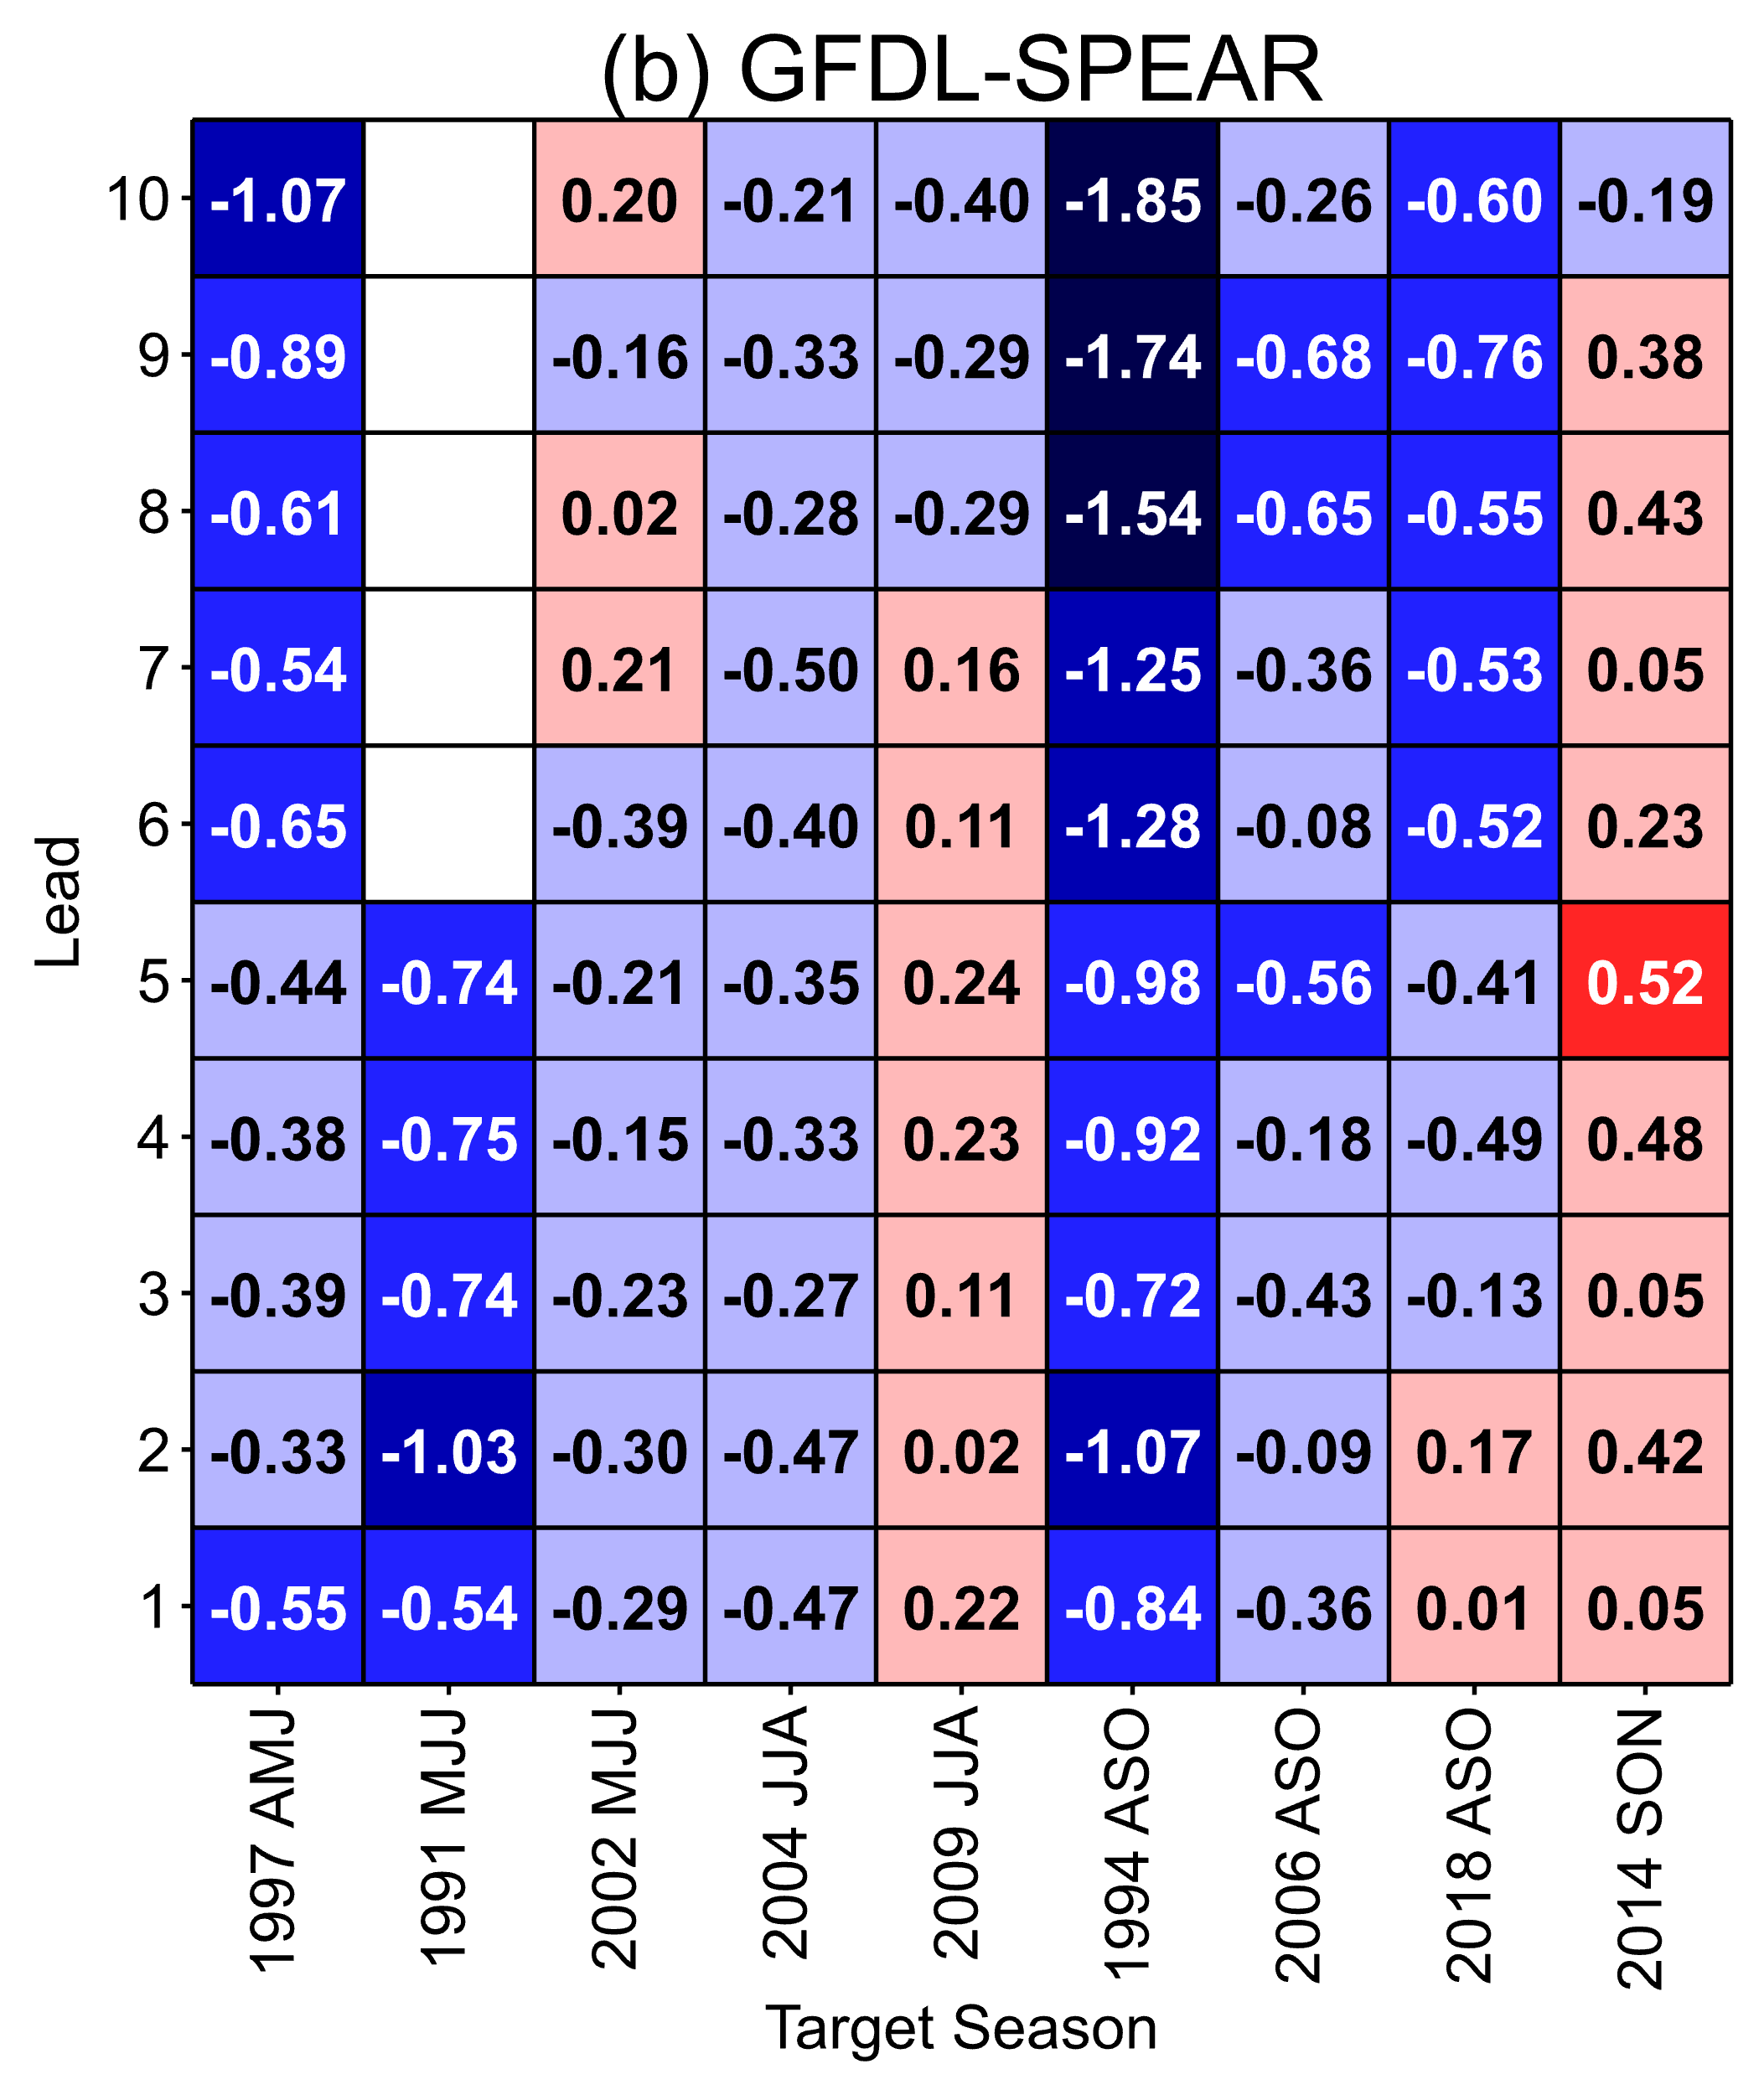 (b) GFDL-SPEAR
10 -1.07 0.20 -0.21 -0.40 -1.85 -0.26 -0.60 -0.19
9 -0.89 -0.16 -0.33 -0.29 -1.74 -0.68 -0.76 0.38
8 -0.61 0.02 -0.28 -0.29 -1.54 -0.65 -0.55 0.43
7 -0.54 0.21 -0.50 0.16 -1.25 -0.36 -0.53 0.05
6 -0.65 -0.39 -0.40 0.11 -1.28 -0.08 -0.52 0.23
5 -0.44 -0.74 -0.21 -0.35 0.24 -0.98 -0.56 -0.41 0.52
4 -0.38 -0.75 -0.15 -0.33 0.23 -0.92 -0.18 -0.49 0.48
3 -0.39 -0.74 -0.23 -0.27 0.11 -0.72 -0.43 -0.13 0.05
2 -0.33 -1.03 -0.30 -0.47 0.02 -1.07 -0.09 0.17 0.42
1 -0.55 -0.54 -0.29 -0.47 0.22 -0.84 -0.36 0.01 0.05
Lead
1997 AMJ
1991 MJJ
2002 MJJ
2004 JJA
2009 JJA
1994 ASO
2006 ASO
2018 ASO
2014 SON
Target Season